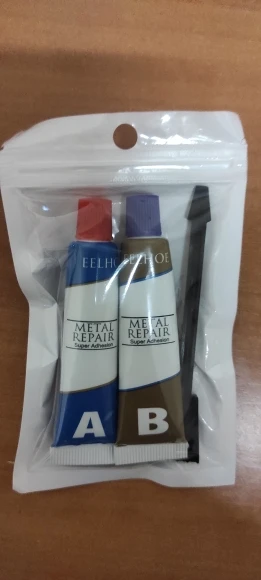 EELHOE
METAL
REPAIR
Super Adhesion
A
EELHOE
METAL
REPAIR
Super Adhesion
B